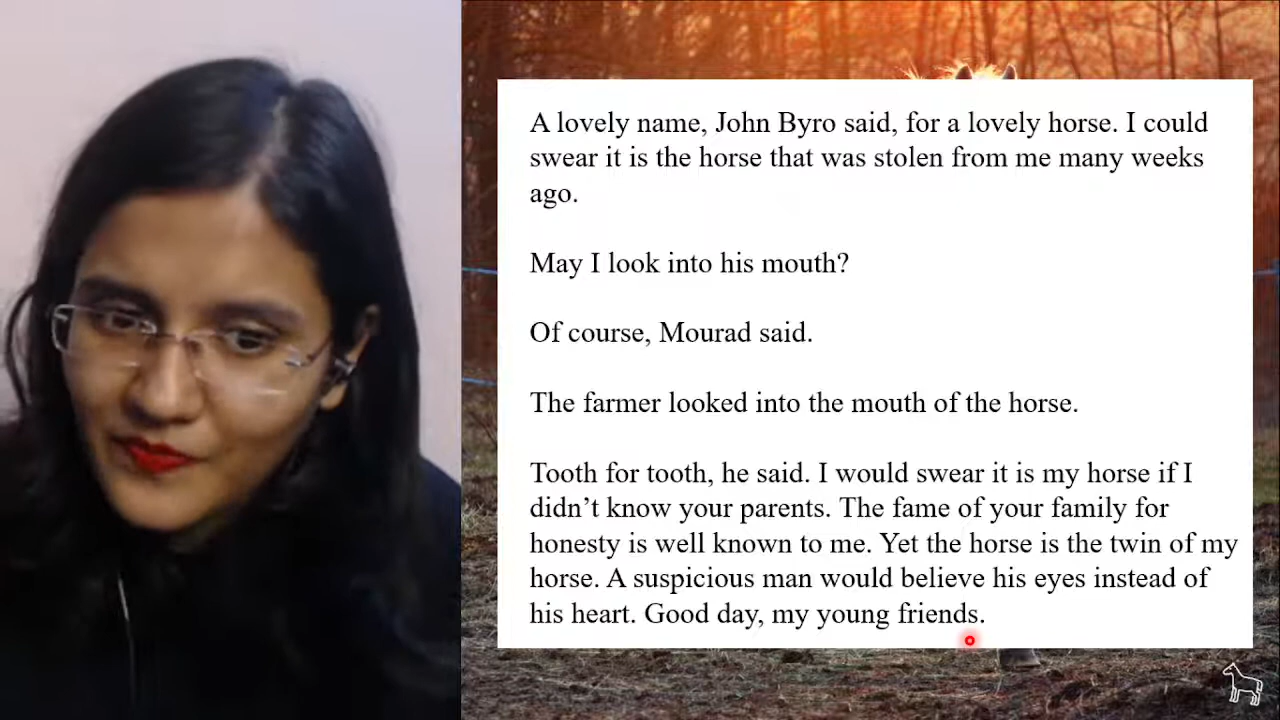 A lovely name, John Byro said, for a lovely horse. I could
swear it is the horse that was stolen from me many weeks
ago.
May I look into his mouth?
Of course, Mourad said.
The farmer looked into the mouth of the horse.
Tooth for tooth, he said. I would swear it is my horse if I
didn’t know your parents. The fame of your family for
honesty is well known to me. Yet the horse is the twin of my
horse. A suspicious man would believe his eyes instead of
his heart. Good day, my young friends.